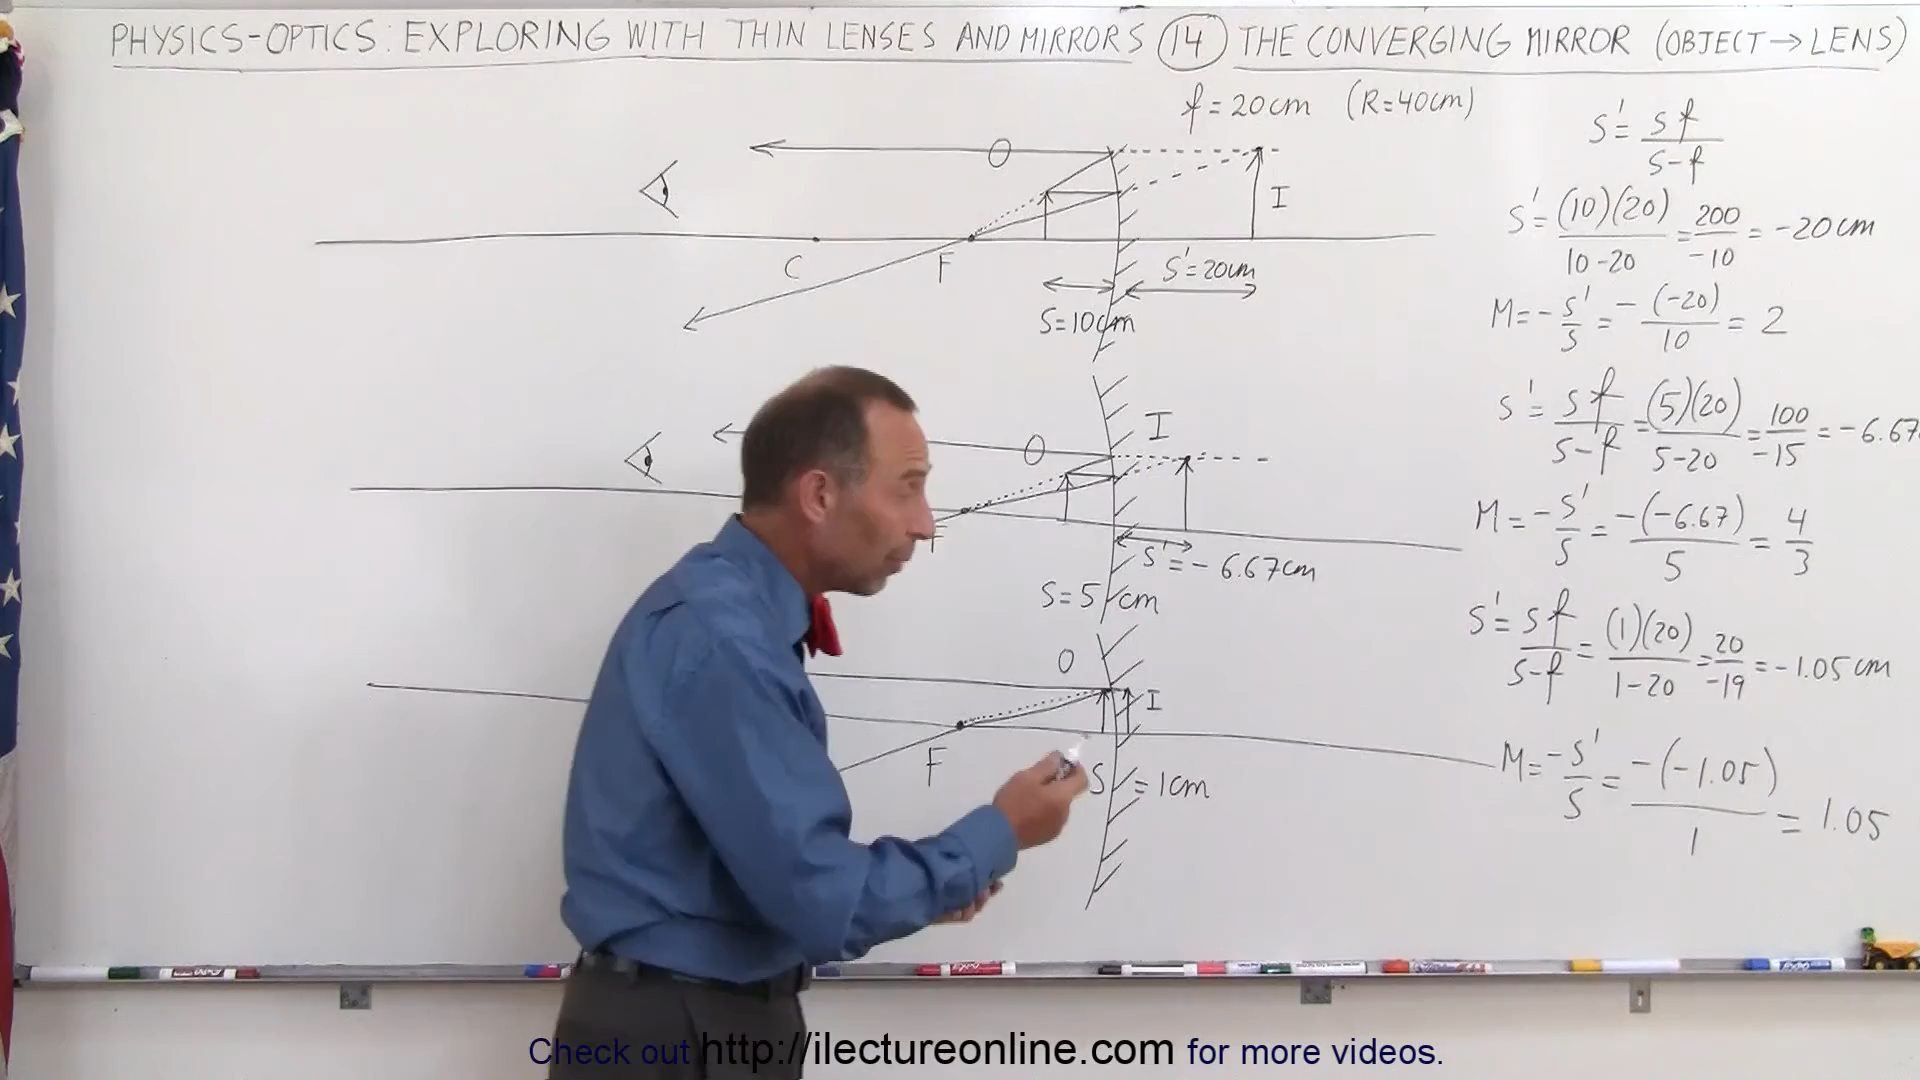 PHYSICS-OPTICS: EXPLORING WITH THIN LENSES AND MIRRORS (14) THE CONVERGING MIRROR (OBJECT→LENS)
f=20cm (R=40cm)
S'= sf/s-f
O
I
C
F
S'=20cm
S=10cm
S'= (10)(20)/10-20 = 200/-10 = -20cm
M=-s'/s = -(-20)/10 = 2
O
I
F
S'=-6.67cm
S=5cm
s'= sf/s-f = (5)(20)/5-20 = 100/-15 = -6.67
M=-s'/s = -(-6.67)/5 = 4/3
O
I
F
S=1cm
s'= sf/s-f = (1)(20)/1-20 = 20/-19 = -1.05cm
M=-s'/s = -(-1.05)/1 = 1.05
Check out http://ilectureonline.com for more videos.